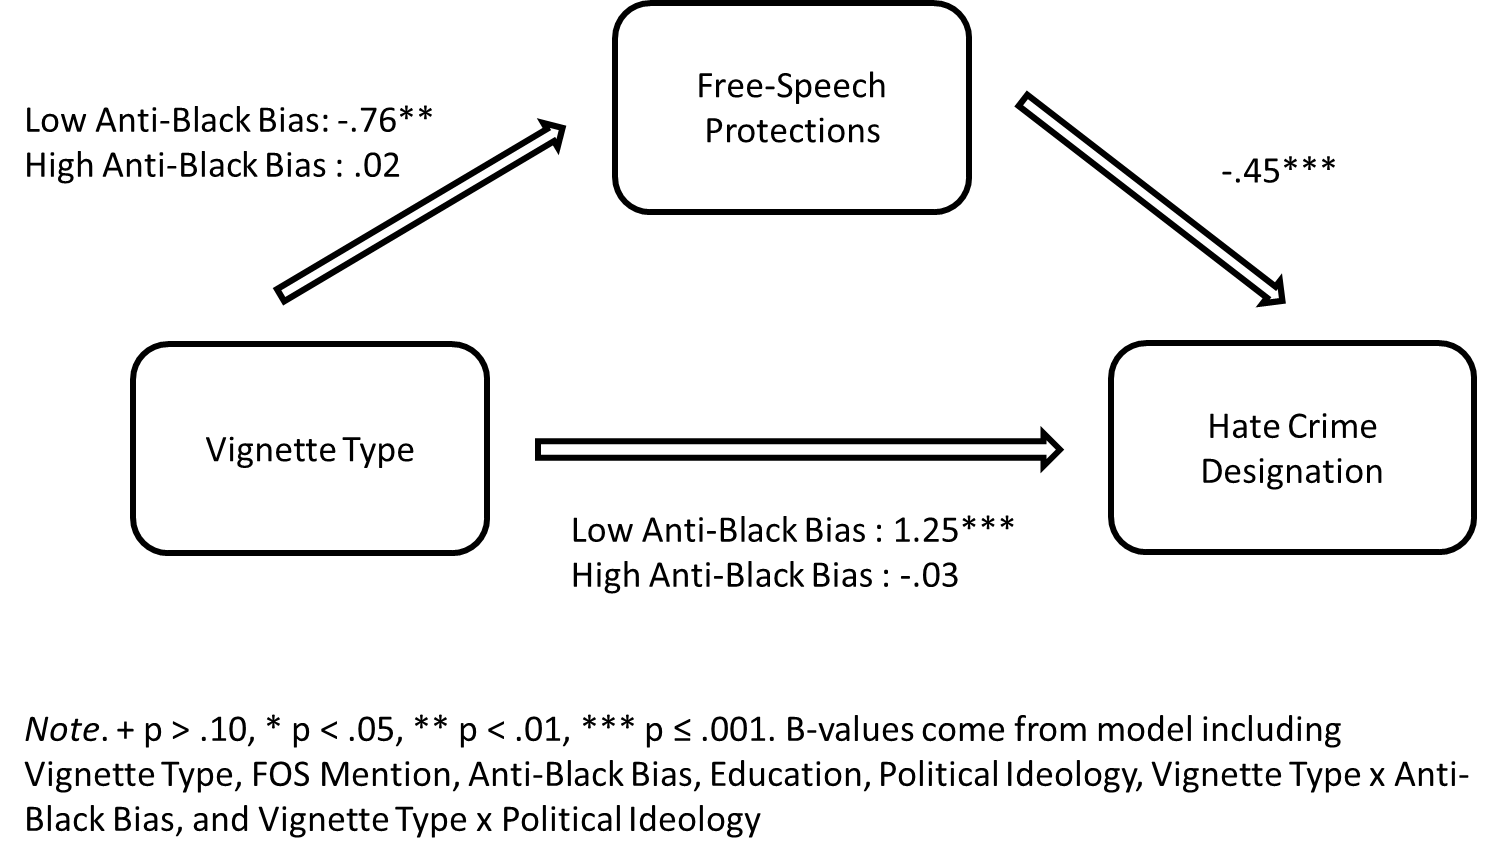 Free-Speech
Protections
Low Anti-Black Bias: -.76**
High Anti-Black Bias : .02
-.45***
Vignette Type
Hate Crime
Designation
Low Anti-Black Bias : 1.25***
High Anti-Black Bias : -.03
Note. + p > .10, * p < .05, ** p < .01, *** p ≤ .001. B-values come from model including
Vignette Type, FOS Mention, Anti-Black Bias, Education, Political Ideology, Vignette Type x Anti-
Black Bias, and Vignette Type x Political Ideology